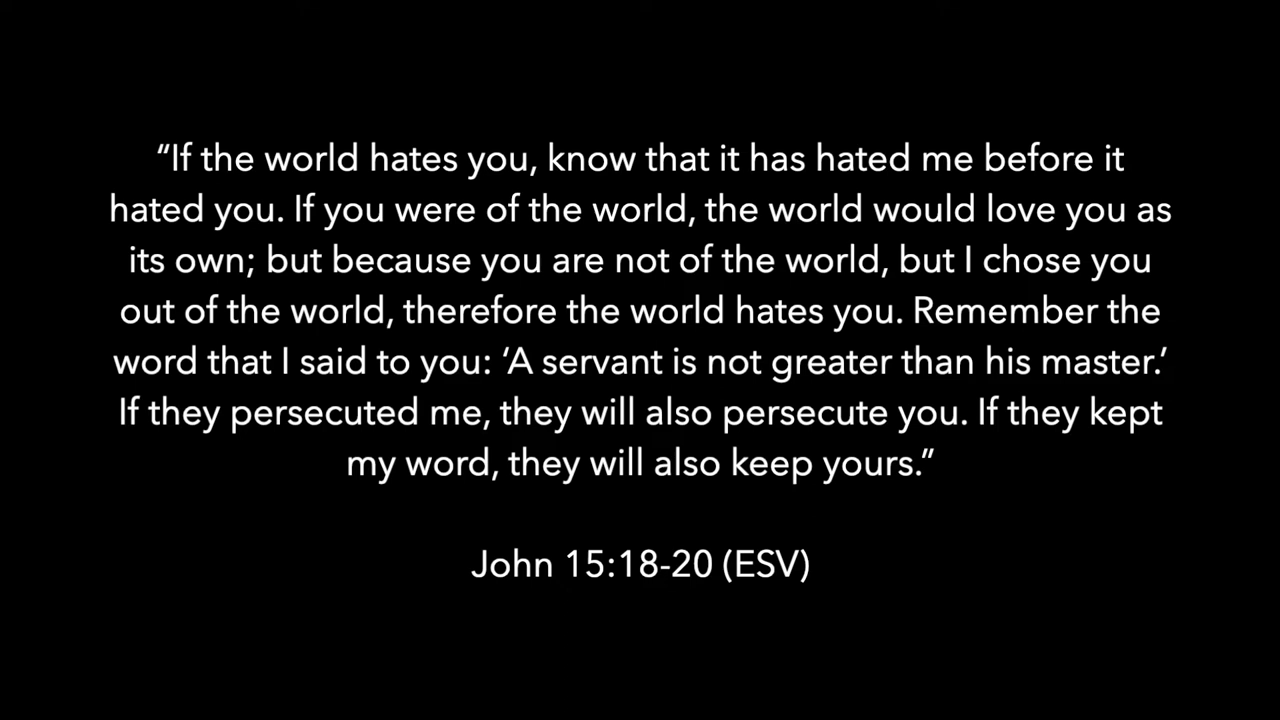 “If the world hates you, know that it has hated me before it
hated you. If you were of the world, the world would love you as
its own; but because you are not of the world, but I chose you
out of the world, therefore the world hates you. Remember the
word that I said to you: ‘A servant is not greater than his master.’
If they persecuted me, they will also persecute you. If they kept
my word, they will also keep yours.”
John 15:18-20 (ESV)